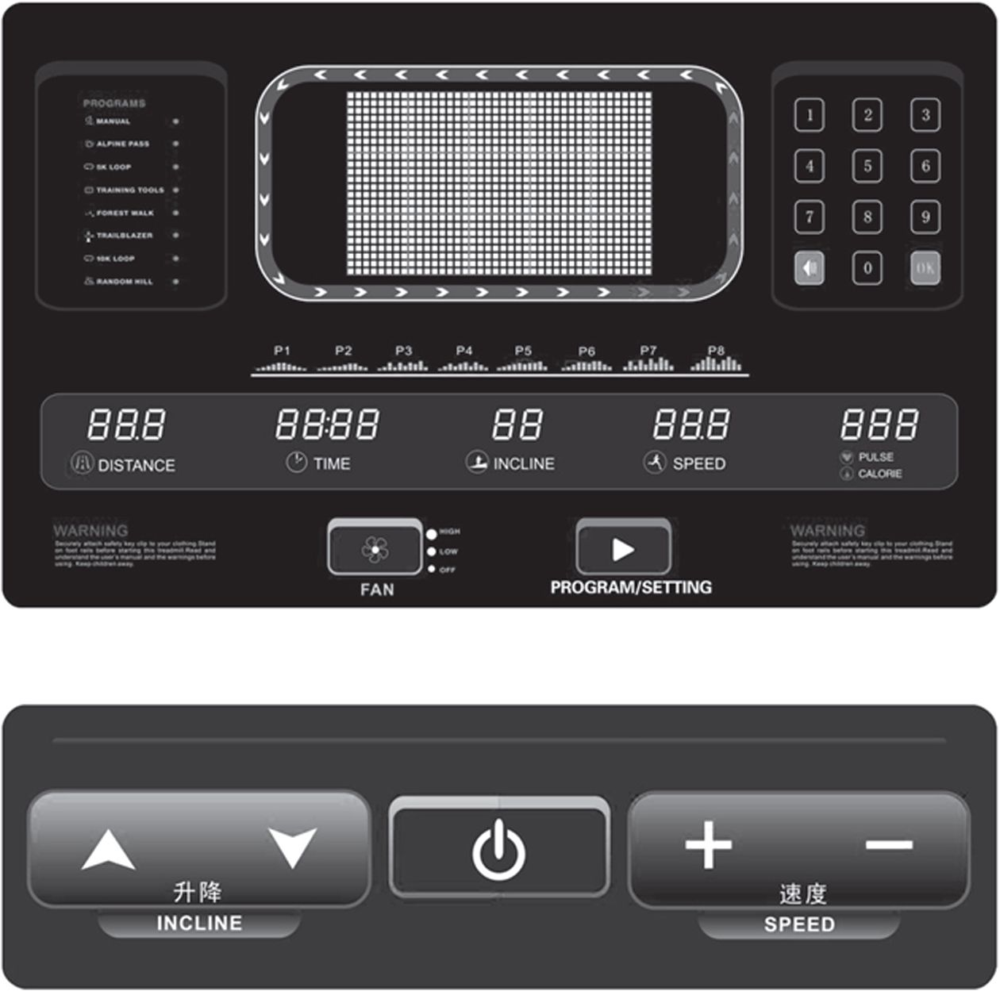 PROGRAMS
MANUAL
ALPINE PASS
5K LOOP
TRAINING TOOLS
FOREST WALK
TRAILBLAZER
10K LOOP
RANDOM HILL
1 2 3
4 5 6
7 8 9
0 OK
P1 P2 P3 P4 P5 P6 P7 P8
88.8 88:88 88 88.8 888
DISTANCE TIME INCLINE SPEED PULSE
CALORIE
WARNING
Securely attach safety key clip to your clothing.Stand
on foot rails before starting this treadmill.Read and
understand the user's manual and the warnings before
using. Keep children away.
HIGH
LOW
OFF
FAN
PROGRAM/SETTING
WARNING
Securely attach safety key clip to your clothing.Stand
on foot rails before starting this treadmill.Read and
understand the user's manual and the warnings before
using. Keep children away.
升降
INCLINE
速度
SPEED